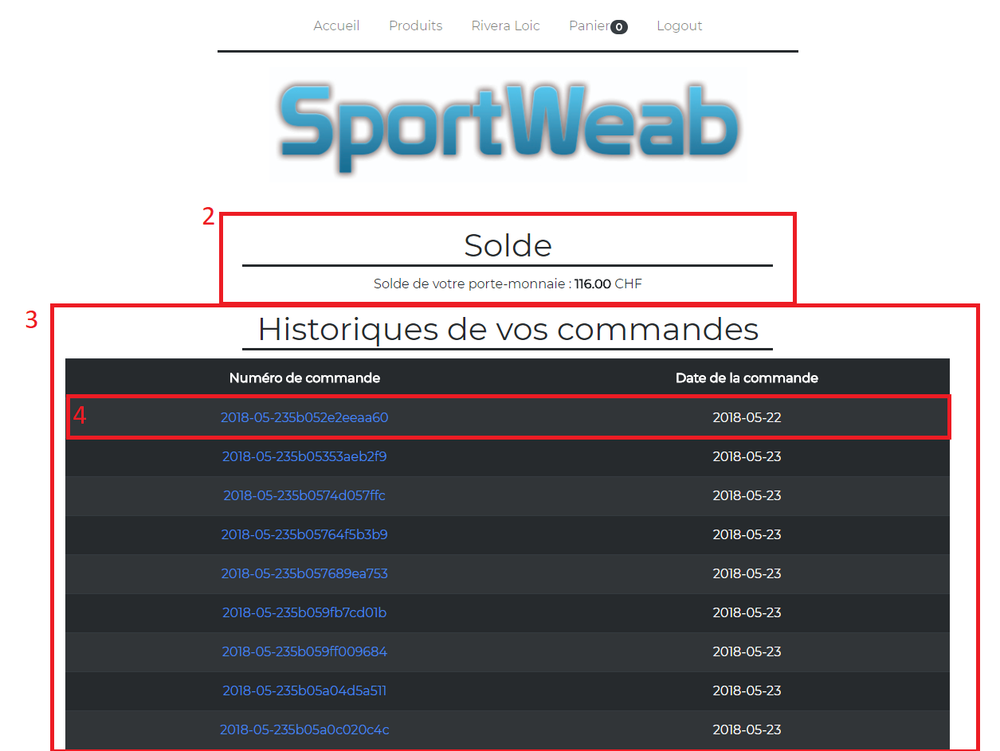 Accueil Produits Rivera Loic Panier 0 Logout
SportWeab
2
Solde
Solde de votre porte-monnaie : 116.00 CHF
3
Historiques de vos commandes
Numéro de commande Date de la commande
4 2018-05-235b052e2eeaa60 2018-05-22
2018-05-235b05353aeb2f9 2018-05-23
2018-05-235b0574d057ffc 2018-05-23
2018-05-235b05764f5b3b9 2018-05-23
2018-05-235b057689ea753 2018-05-23
2018-05-235b059fb7cd01b 2018-05-23
2018-05-235b059ff009684 2018-05-23
2018-05-235b05a04d5a511 2018-05-23
2018-05-235b05a0c020c4c 2018-05-23